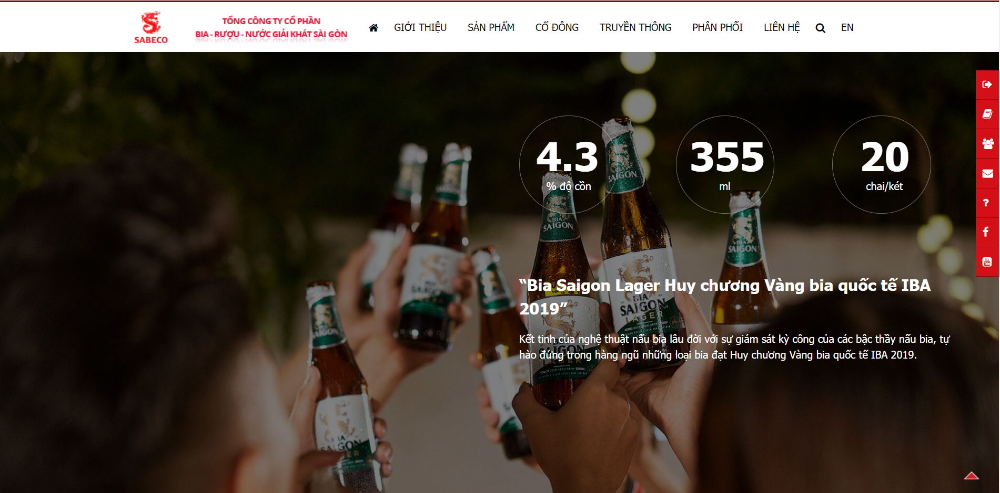 SABECO
TỔNG CÔNG TY CỔ PHẦN
BIA - RƯỢU - NƯỚC GIẢI KHÁT SÀI GÒN
GIỚI THIỆU
SẢN PHẨM
CỔ ĐÔNG
TRUYỀN THÔNG
PHÂN PHỐI
LIÊN HỆ
EN
4.3
% độ cồn
355
ml
20
chai/két
BIA
SAIGON
SAIGON
SAIGON
"Bia Saigon Lager Huy chương Vàng bia quốc tế IBA
2019"
BIA
SAIGON
LAGER
Kết tinh của nghệ thuật nấu bia lâu đời với sự giám sát kỳ công của các bậc thầy nấu bia, tự
hào đứng trong hàng ngũ những loại bia đạt Huy chương Vàng bia quốc tế IBA 2019.
SAIGON
LAGER
BIA
SAIGON